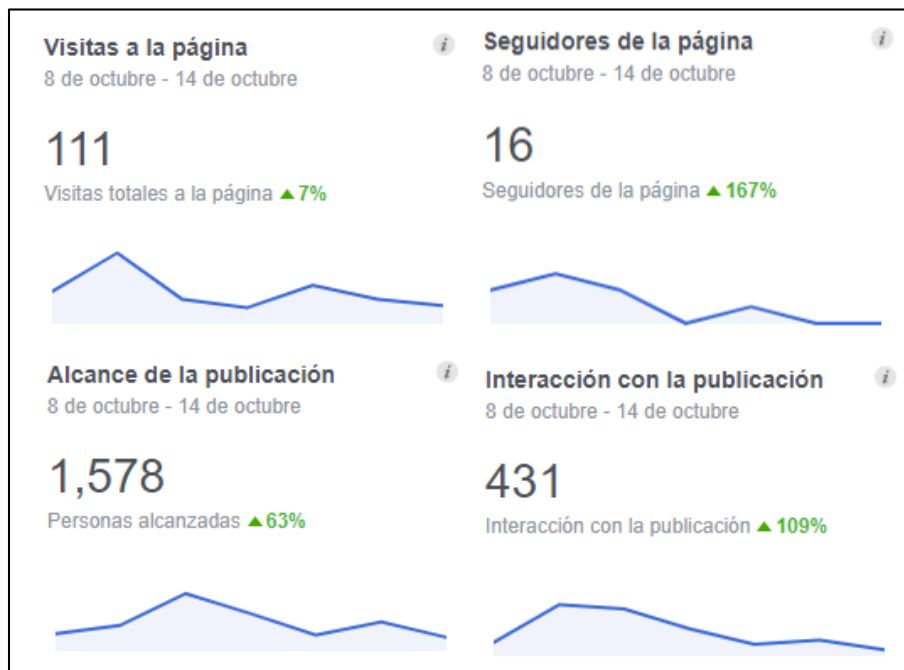 Visitas a la página
8 de octubre - 14 de octubre
111
Visitas totales a la página ▲ 7%
Seguidores de la página
8 de octubre - 14 de octubre
16
Seguidores de la página ▲ 167%
Alcance de la publicación
8 de octubre - 14 de octubre
1,578
Personas alcanzadas ▲ 63%
Interacción con la publicación
8 de octubre - 14 de octubre
431
Interacción con la publicación ▲ 109%